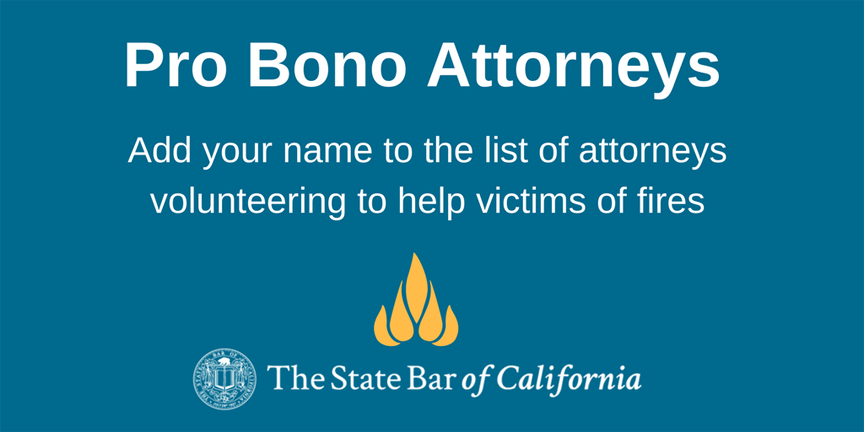 Pro Bono Attorneys
Add your name to the list of attorneys
volunteering to help victims of fires
The State Bar of California